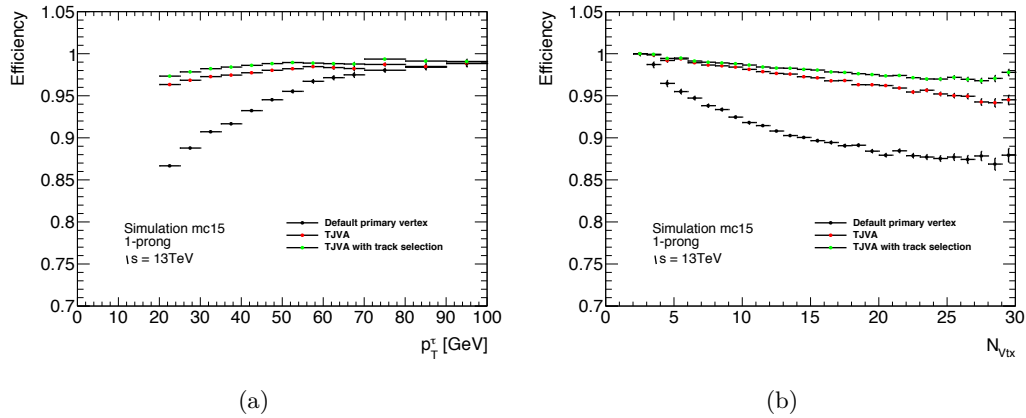 Efficiency
1.05
1
0.95
0.9
0.85
0.8
0.75
0.7
Simulation mc15
1-prong
√s = 13TeV
Default primary vertex
TJVA
TJVA with track selection
0 10 20 30 40 50 60 70 80 90 100
p_T^τ [GeV]
(a)
Efficiency
1.05
1
0.95
0.9
0.85
0.8
0.75
0.7
Simulation mc15
1-prong
√s = 13TeV
Default primary vertex
TJVA
TJVA with track selection
0 5 10 15 20 25 30
N_Vtx
(b)